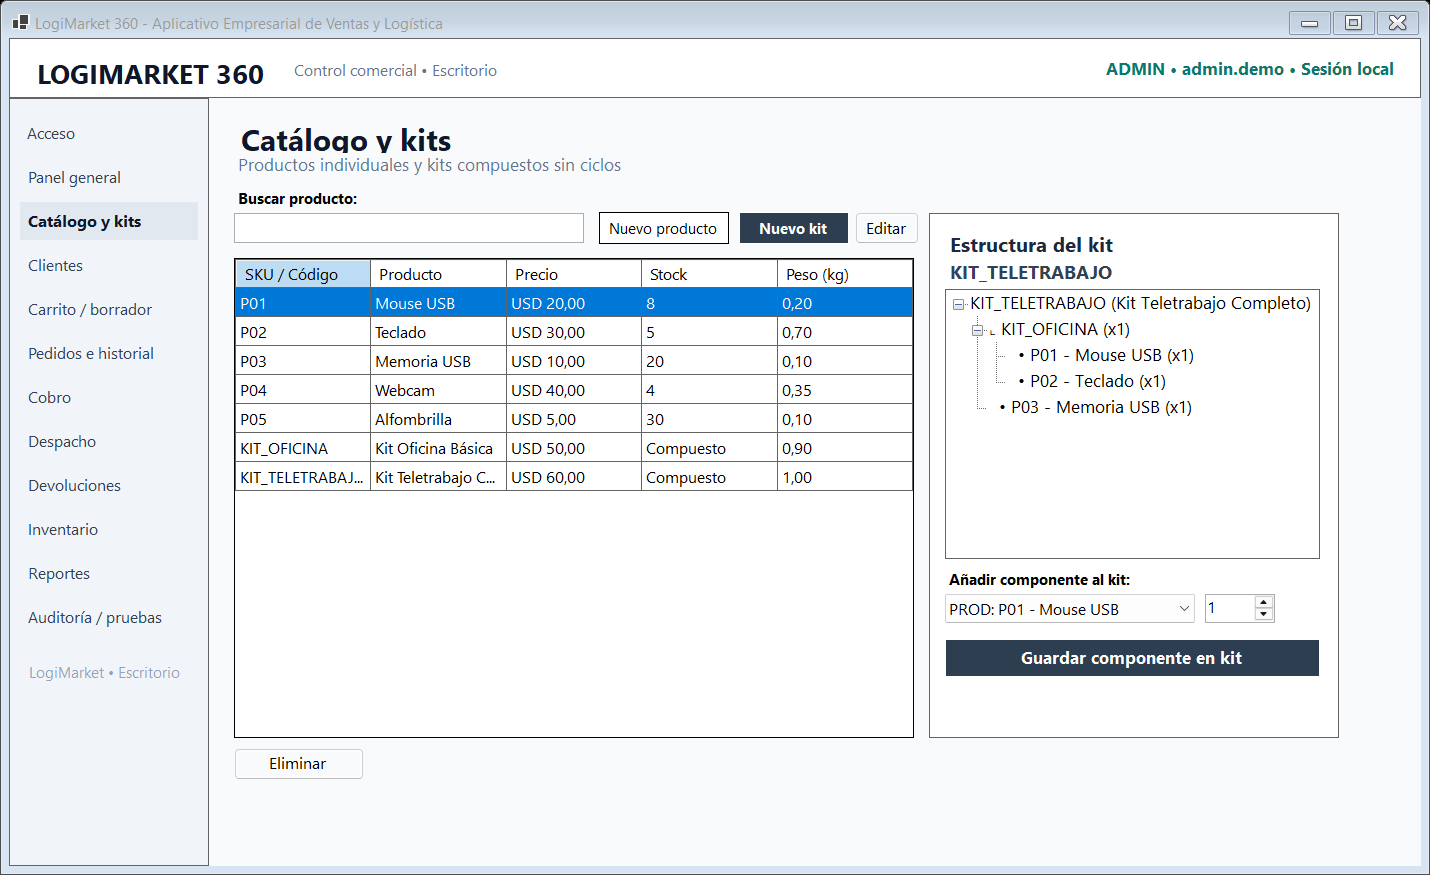 LogiMarket 360 - Aplicativo Empresarial de Ventas y Logística
LOGIMARKET 360
Control comercial • Escritorio
ADMIN • admin.demo • Sesión local
Acceso
Panel general
Catálogo y kits
Clientes
Carrito / borrador
Pedidos e historial
Cobro
Despacho
Devoluciones
Inventario
Reportes
Auditoría / pruebas
LogiMarket • Escritorio
Catálogo y kits
Productos individuales y kits compuestos sin ciclos
Buscar producto:
Nuevo producto
Nuevo kit
Editar
SKU / Código Producto Precio Stock Peso (kg)
P01 Mouse USB USD 20,00 8 0,20
P02 Teclado USD 30,00 5 0,70
P03 Memoria USB USD 10,00 20 0,10
P04 Webcam USD 40,00 4 0,35
P05 Alfombrilla USD 5,00 30 0,10
KIT_OFICINA Kit Oficina Básica USD 50,00 Compuesto 0,90
KIT_TELETRABAJ... Kit Teletrabajo C... USD 60,00 Compuesto 1,00
Eliminar
Estructura del kit
KIT_TELETRABAJO
KIT_TELETRABAJO (Kit Teletrabajo Completo)
KIT_OFICINA (x1)
• P01 - Mouse USB (x1)
• P02 - Teclado (x1)
• P03 - Memoria USB (x1)
Añadir componente al kit:
PROD: P01 - Mouse USB
1
Guardar componente en kit